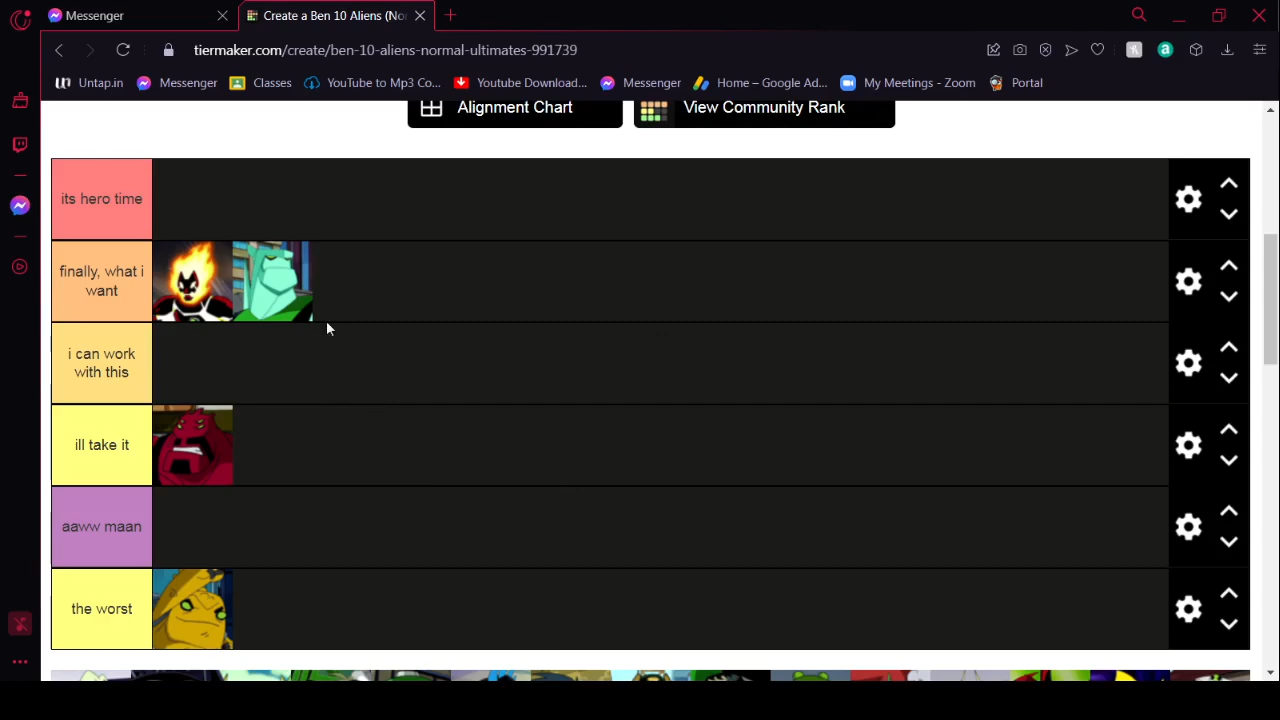 Messenger
Create a Ben 10 Aliens (No
tiermaker.com/create/ben-10-aliens-normal-ultimates-991739
Untap.in
Messenger
Classes
YouTube to Mp3 Co...
Youtube Download...
Messenger
Home – Google Ad...
My Meetings - Zoom
Portal
Alignment Chart
View Community Rank
its hero time
finally, what i
want
i can work
with this
ill take it
aaww maan
the worst